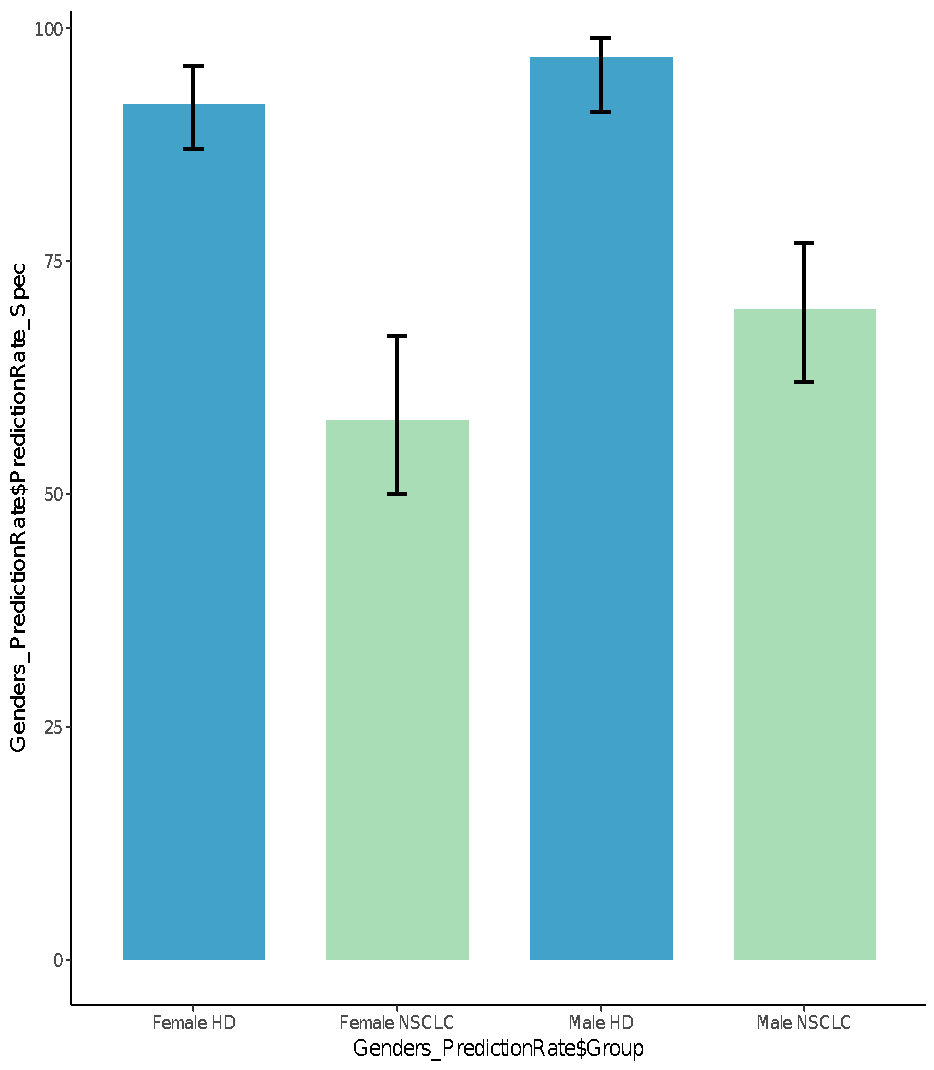 Genders_PredictionRate$PredictionRate_Spec
100
75
50
25
0
Female HD
Female NSCLC
Male HD
Male NSCLC
Genders_PredictionRate$Group